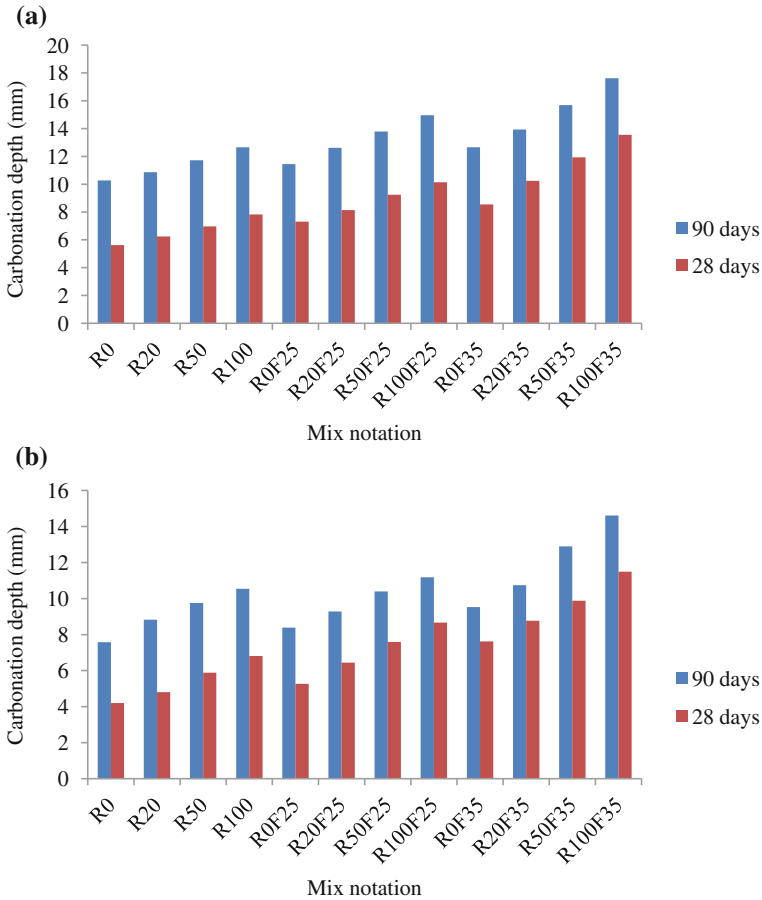 (a)
Carbonation depth (mm)
20
18
16
14
12
10
8
6
4
2
0
R0
R20
R50
R100
R0F25
R20F25
R50F25
R100F25
R0F35
R20F35
R50F35
R100F35
Mix notation
90 days
28 days
(b)
Carbonation depth (mm)
16
14
12
10
8
6
4
2
0
R0
R20
R50
R100
R0F25
R20F25
R50F25
R100F25
R0F35
R20F35
R50F35
R100F35
Mix notation
90 days
28 days